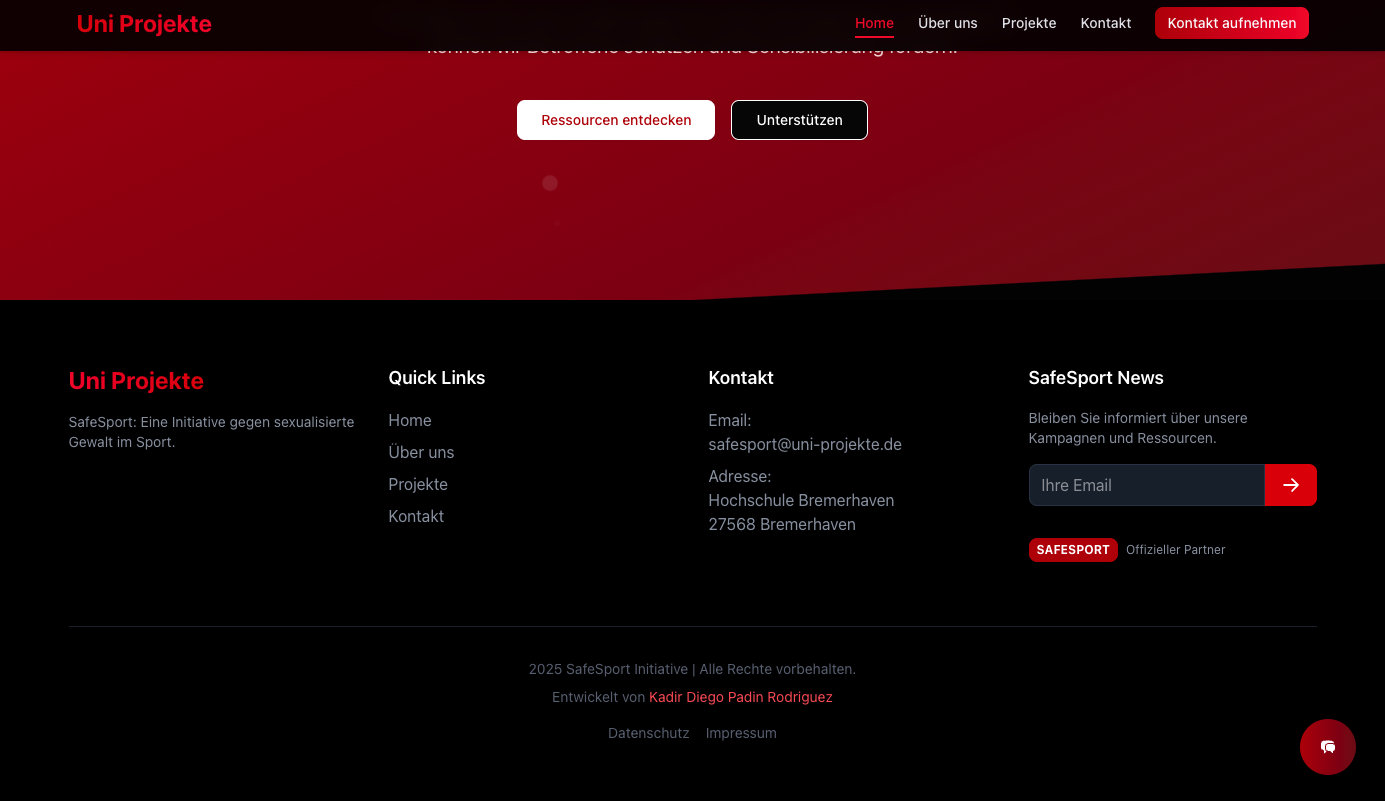 Uni Projekte
Home
Über uns
Projekte
Kontakt
Kontakt aufnehmen
können wir Betroffene schützen und Sensibilisierung fördern.
Ressourcen entdecken
Unterstützen
Uni Projekte
SafeSport: Eine Initiative gegen sexualisierte
Gewalt im Sport.
Quick Links
Home
Über uns
Projekte
Kontakt
Kontakt
Email:
safesport@uni-projekte.de
Adresse:
Hochschule Bremerhaven
27568 Bremerhaven
SafeSport News
Bleiben Sie informiert über unsere
Kampagnen und Ressourcen.
Ihre Email
SAFESPORT
Offizieller Partner
2025 SafeSport Initiative | Alle Rechte vorbehalten.
Entwickelt von Kadir Diego Padin Rodriguez
Datenschutz
Impressum